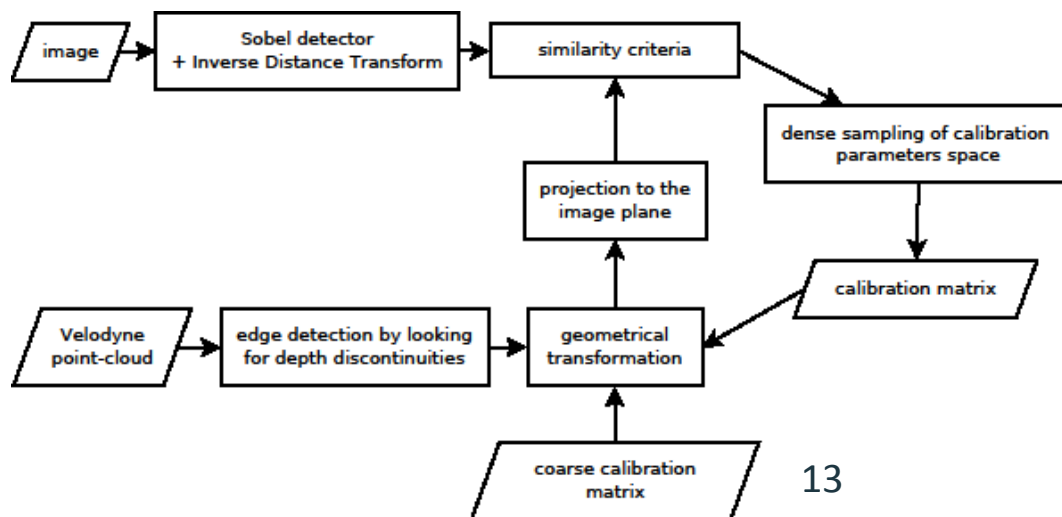 image
Sobel detector
+ Inverse Distance Transform
similarity criteria
dense sampling of calibration
parameters space
projection to the
image plane
calibration matrix
Velodyne
point-cloud
edge detection by looking
for depth discontinuities
geometrical
transformation
coarse calibration
matrix
13